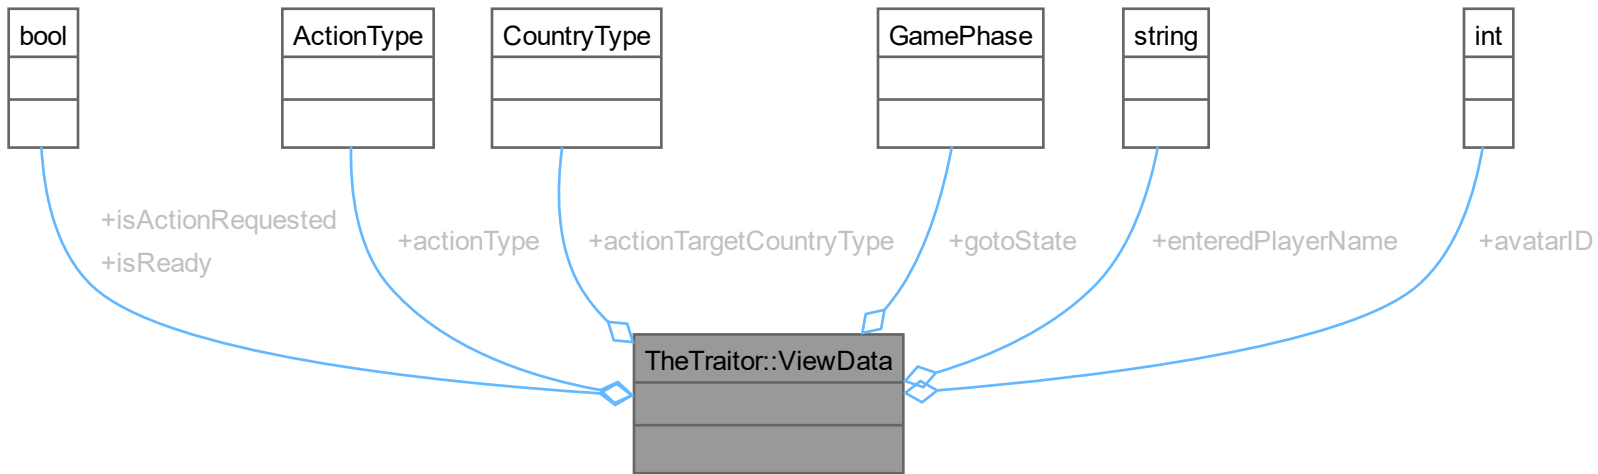 bool
ActionType
CountryType
GamePhase
string
int
+isActionRequested
+isReady
+actionType
+actionTargetCountryType
+gotoState
+enteredPlayerName
+avatarID
TheTraitor::ViewData